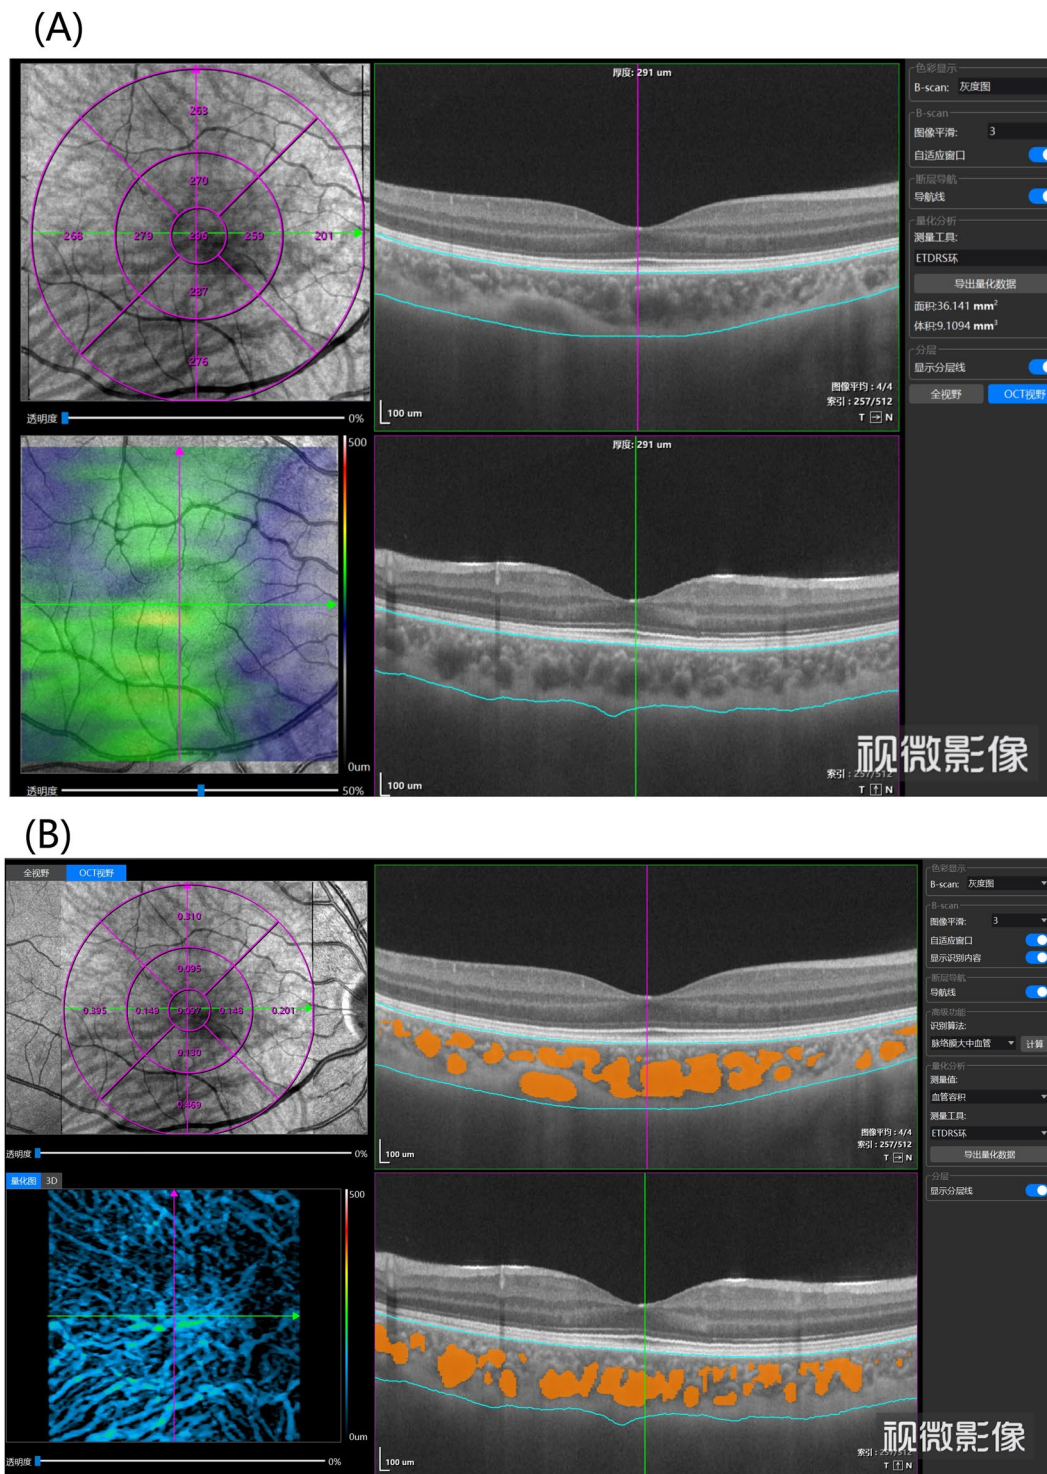 (A)
263
270
268 279 296 259 201
287
276
透明度 0%
厚度: 291 um
图像平均 : 4/4
索引 : 257/512
T → N
100 um
色彩显示
B-scan: 灰度图
B-scan
图像平滑: 3
自适应窗口
断层导航
导航线
量化分析
测量工具:
ETDRS环
导出量化数据
面积:36.141 mm²
体积:9.1094 mm³
分层
显示分层线
全视野 OCT视野
500
0um
透明度 50%
厚度: 291 um
索引 : 257/512
T ↑ N
100 um
视微影像
(B)
全视野 OCT视野
0.310
0.095
0.395 0.149 0.037 0.148 0.201
0.130
0.469
透明度 0%
图像平均 : 4/4
索引 : 257/512
T → N
100 um
色彩显示
B-scan: 灰度图
B-scan
图像平滑: 3
自适应窗口
显示识别内容
断层导航
导航线
高级功能
识别算法:
脉络膜大中血管 计算
量化分析
测量值:
血管容积
测量工具:
ETDRS环
导出量化数据
分层
显示分层线
量化图 3D
500
0um
透明度 0%
索引 : 257/512
T ↑ N
100 um
视微影像